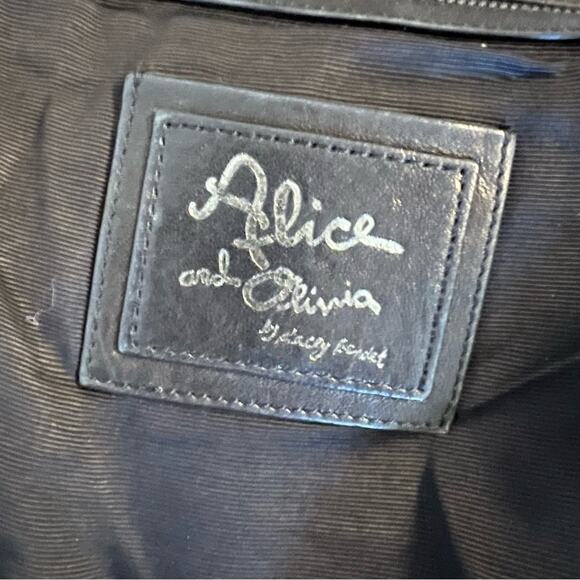 Alice
and Olivia
by Stacey Bendet